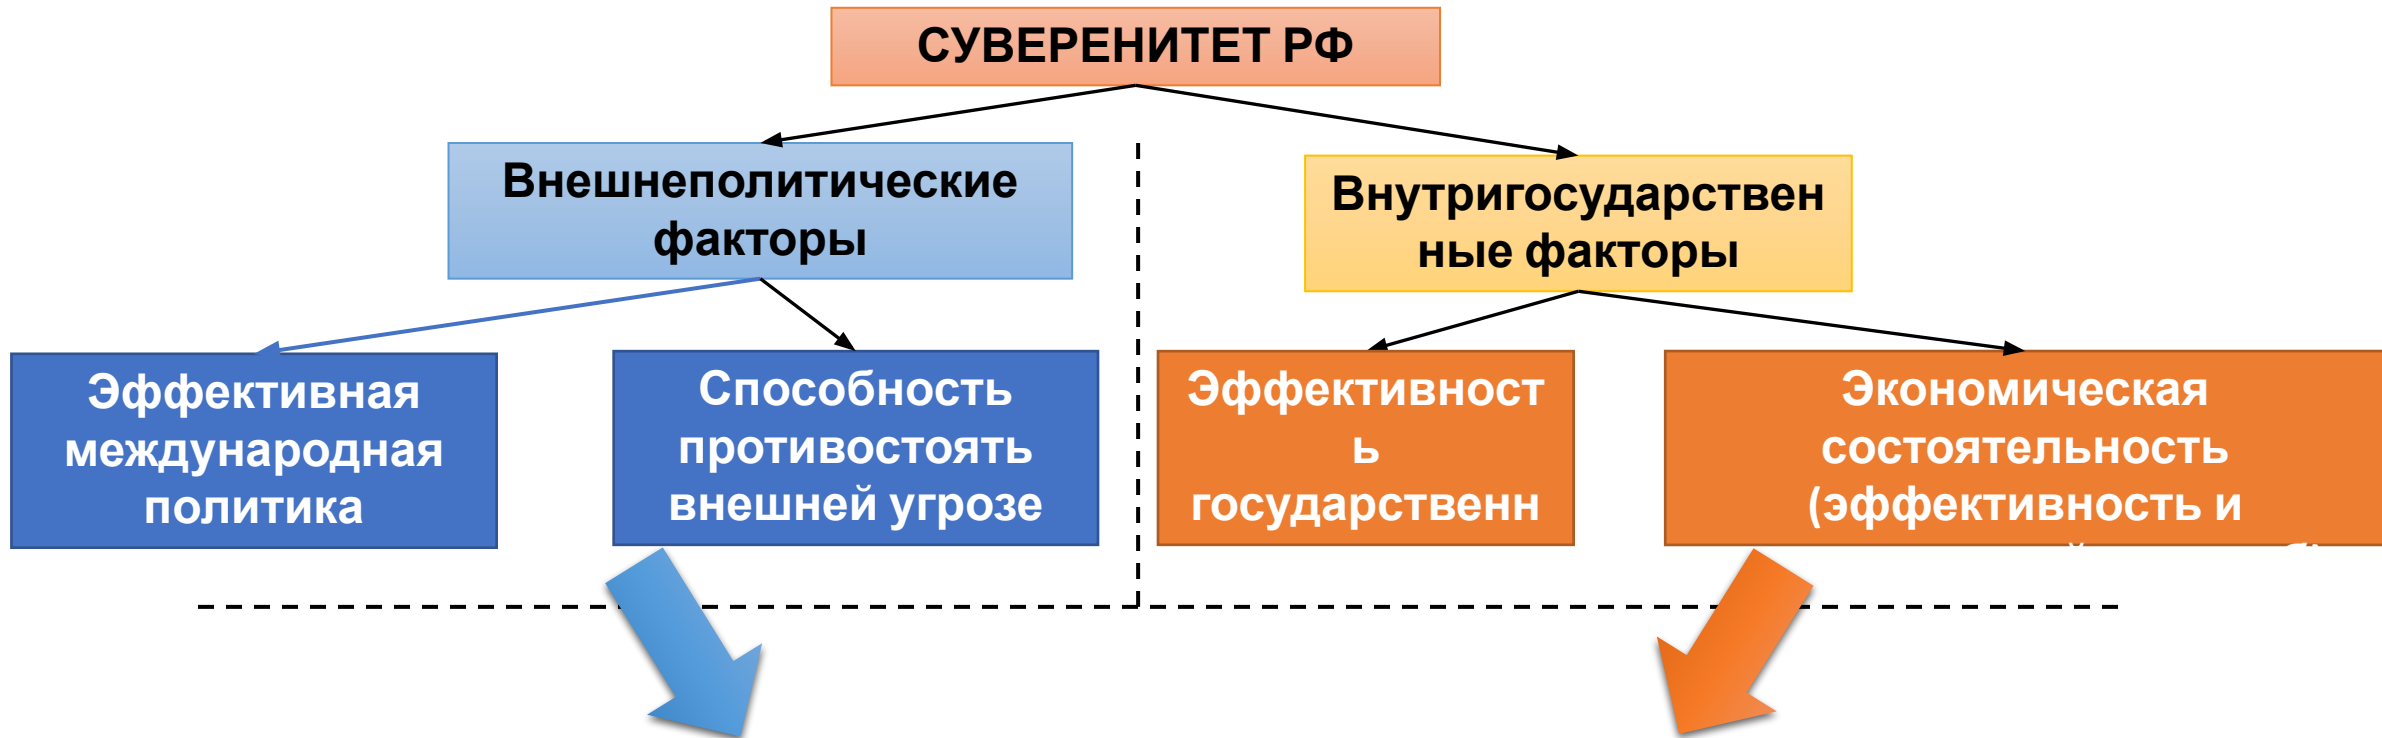 СУВЕРЕНИТЕТ РФ
Внешнеполитические
факторы
Внутригосударствен
ные факторы
Эффективная
международная
политика
Способность
противостоять
внешней угрозе
Эффективност
ь
государственн
Экономическая
состоятельность
(эффективность и